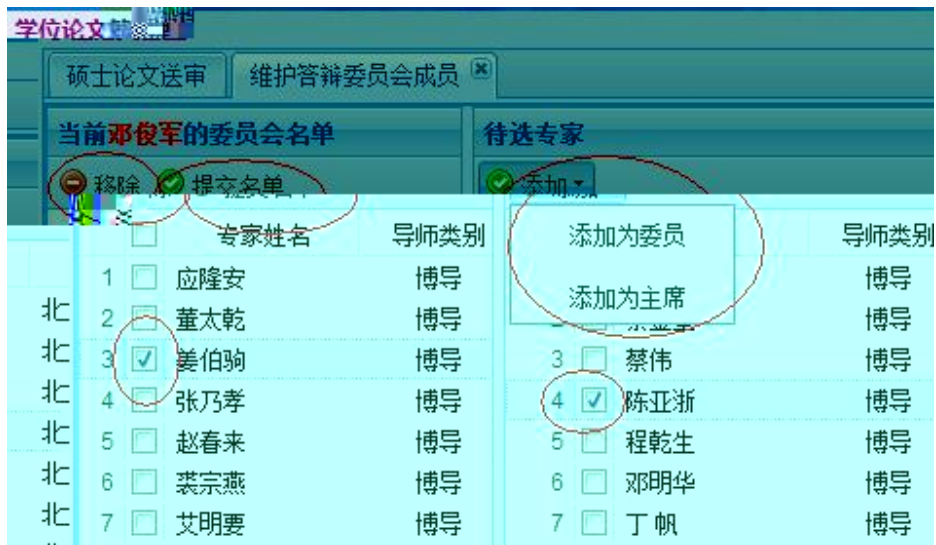 学位论文
硕士论文送审 维护答辩委员会成员
当前邓俊军的委员会名单 待选专家
移除 提交名单 添加
专家姓名 导师类别 添加为委员 导师类别
1 应隆安 博导 博导
北 2 董太乾 博导 添加为主席 博导
北 3 姜伯驹 博导 3 蔡伟 博导
北 4 张乃孝 博导 4 陈亚浙 博导
北 5 赵春来 博导 5 程乾生 博导
北 6 裘宗燕 博导 6 邓明华 博导
北 7 艾明要 博导 7 丁帆 博导